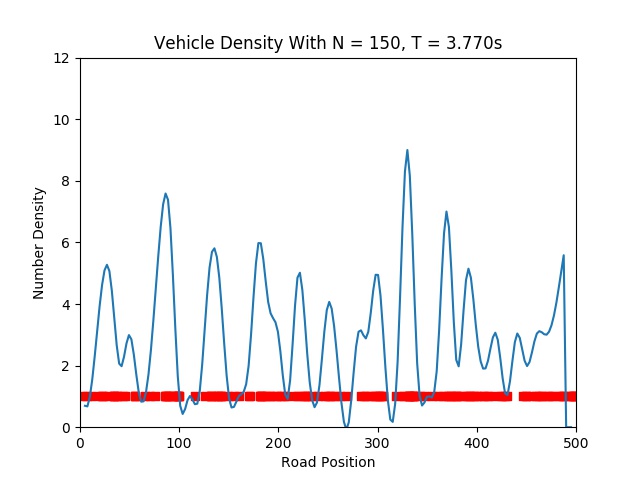 Vehicle Density With N = 150, T = 3.770s
12
10
8
6
4
2
0
Number Density
0 100 200 300 400 500
Road Position